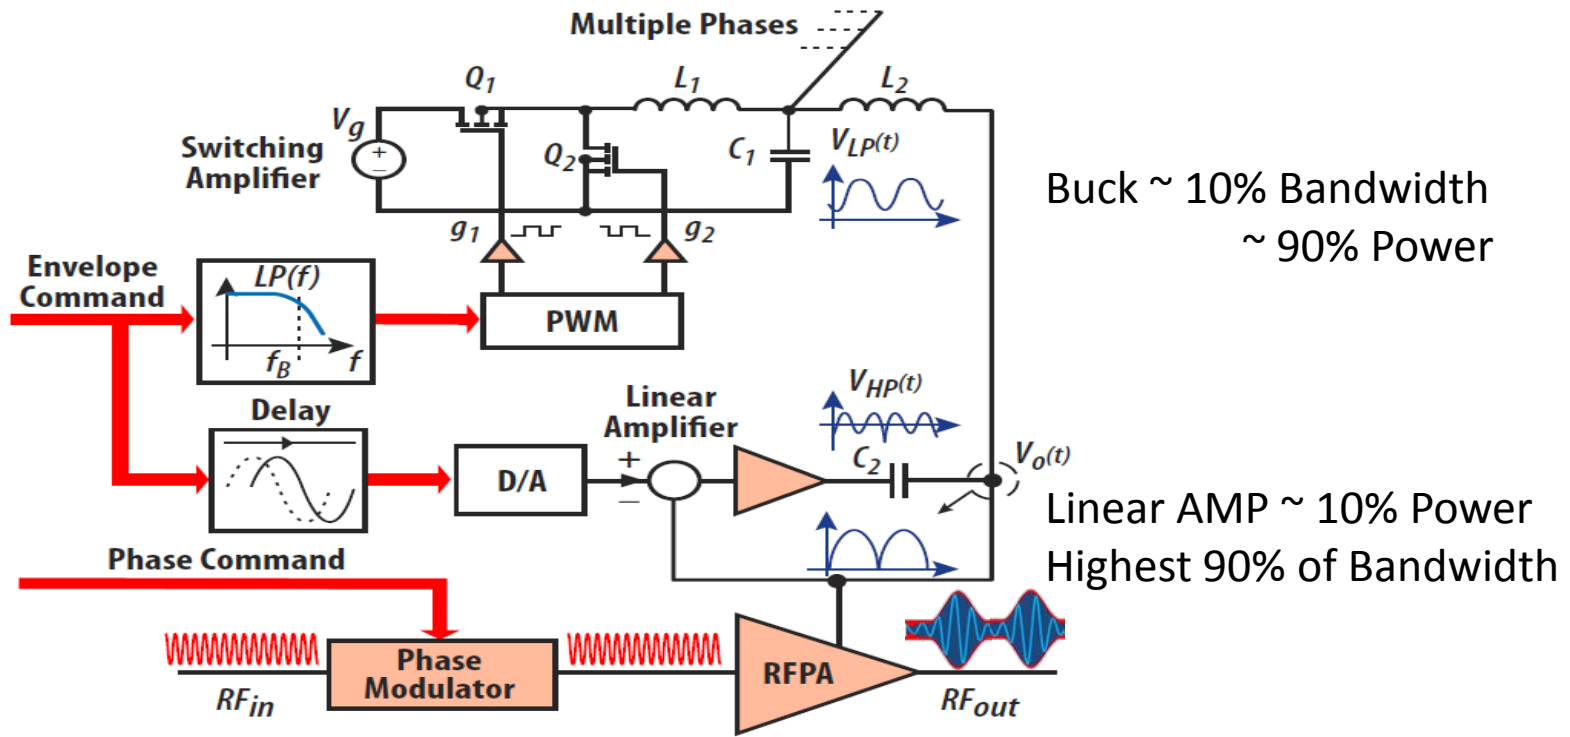 Multiple Phases
Q1
L1
L2
Vg
Switching
Amplifier
+
−
Q2
C1
VLP(t)
Buck ~ 10% Bandwidth
~ 90% Power
g1
g2
Envelope
Command
LP(f)
fB
f
PWM
Delay
Linear
Amplifier
VHP(t)
D/A
+
−
C2
Vo(t)
Linear AMP ~ 10% Power
Highest 90% of Bandwidth
Phase Command
Phase
Modulator
RFPA
RFin
RFout